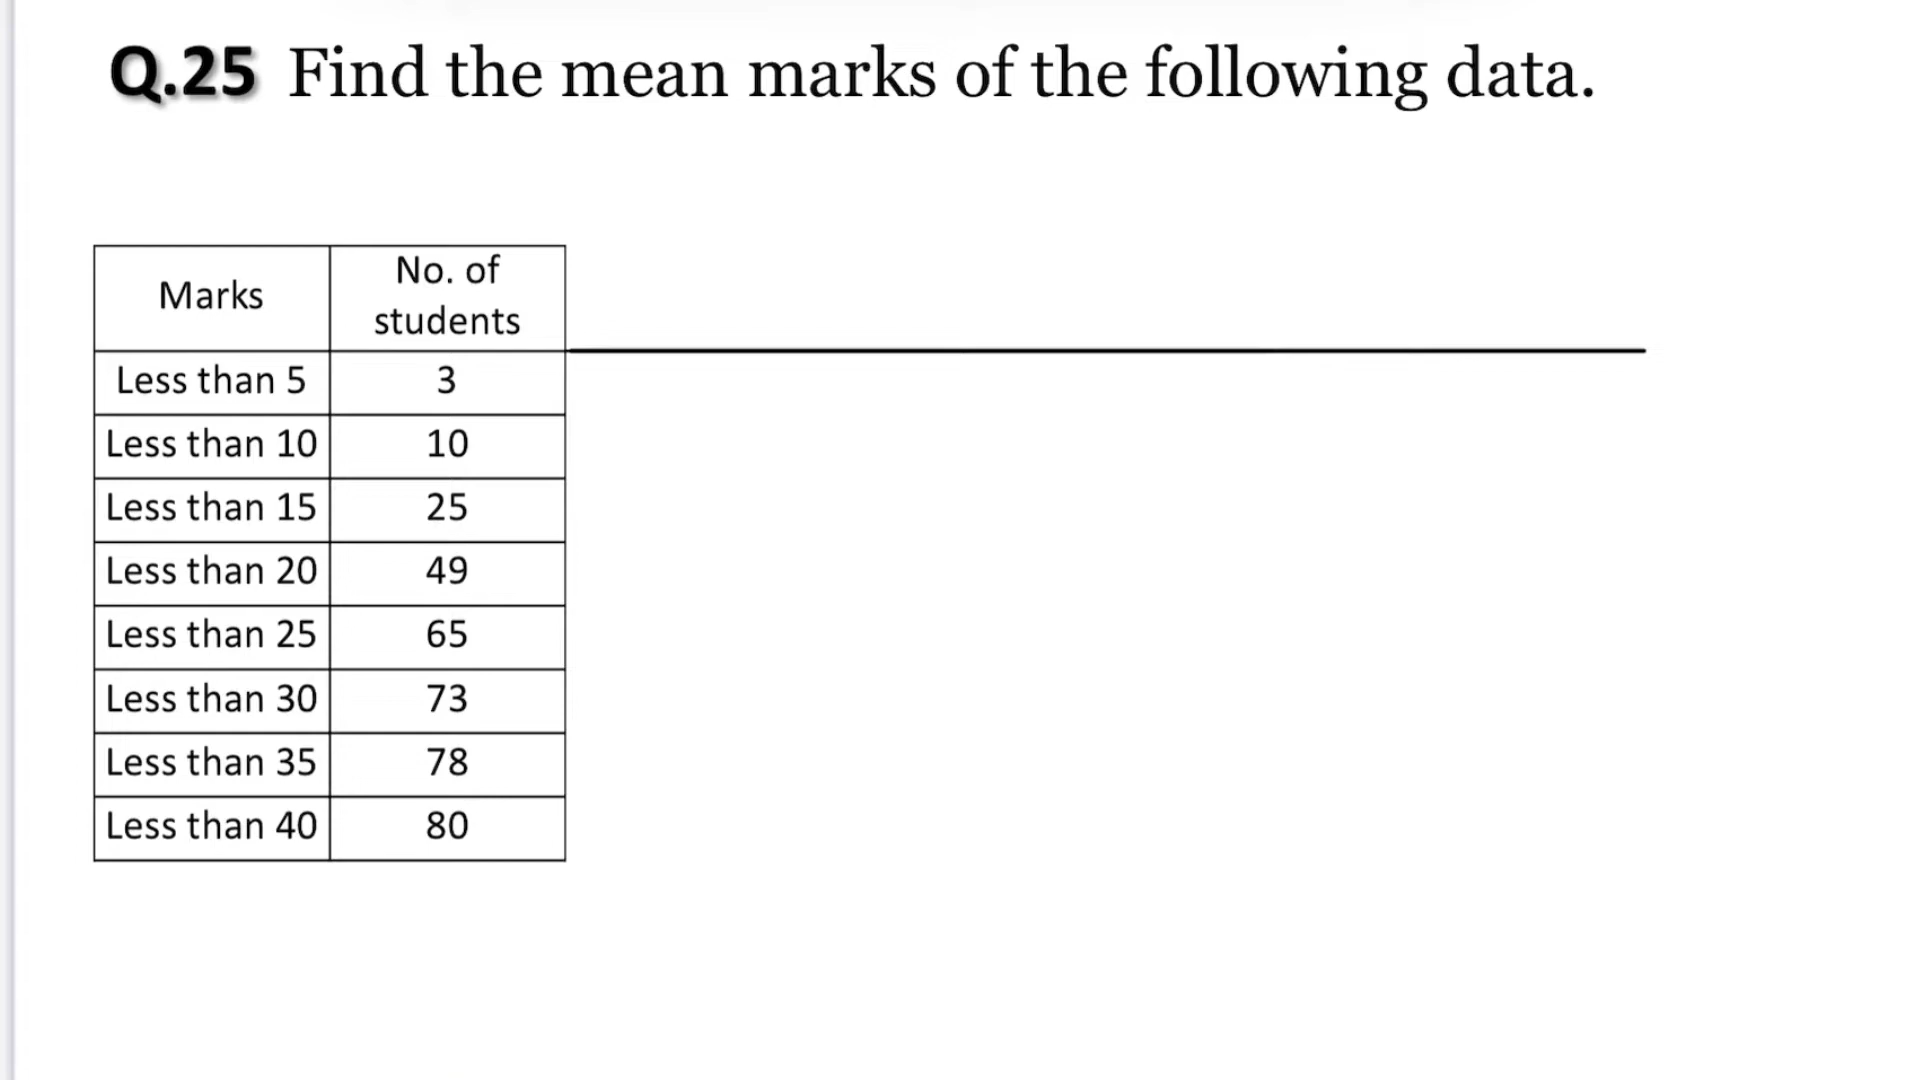 Q.25 Find the mean marks of the following data.
Marks No. of students
Less than 5 3
Less than 10 10
Less than 15 25
Less than 20 49
Less than 25 65
Less than 30 73
Less than 35 78
Less than 40 80